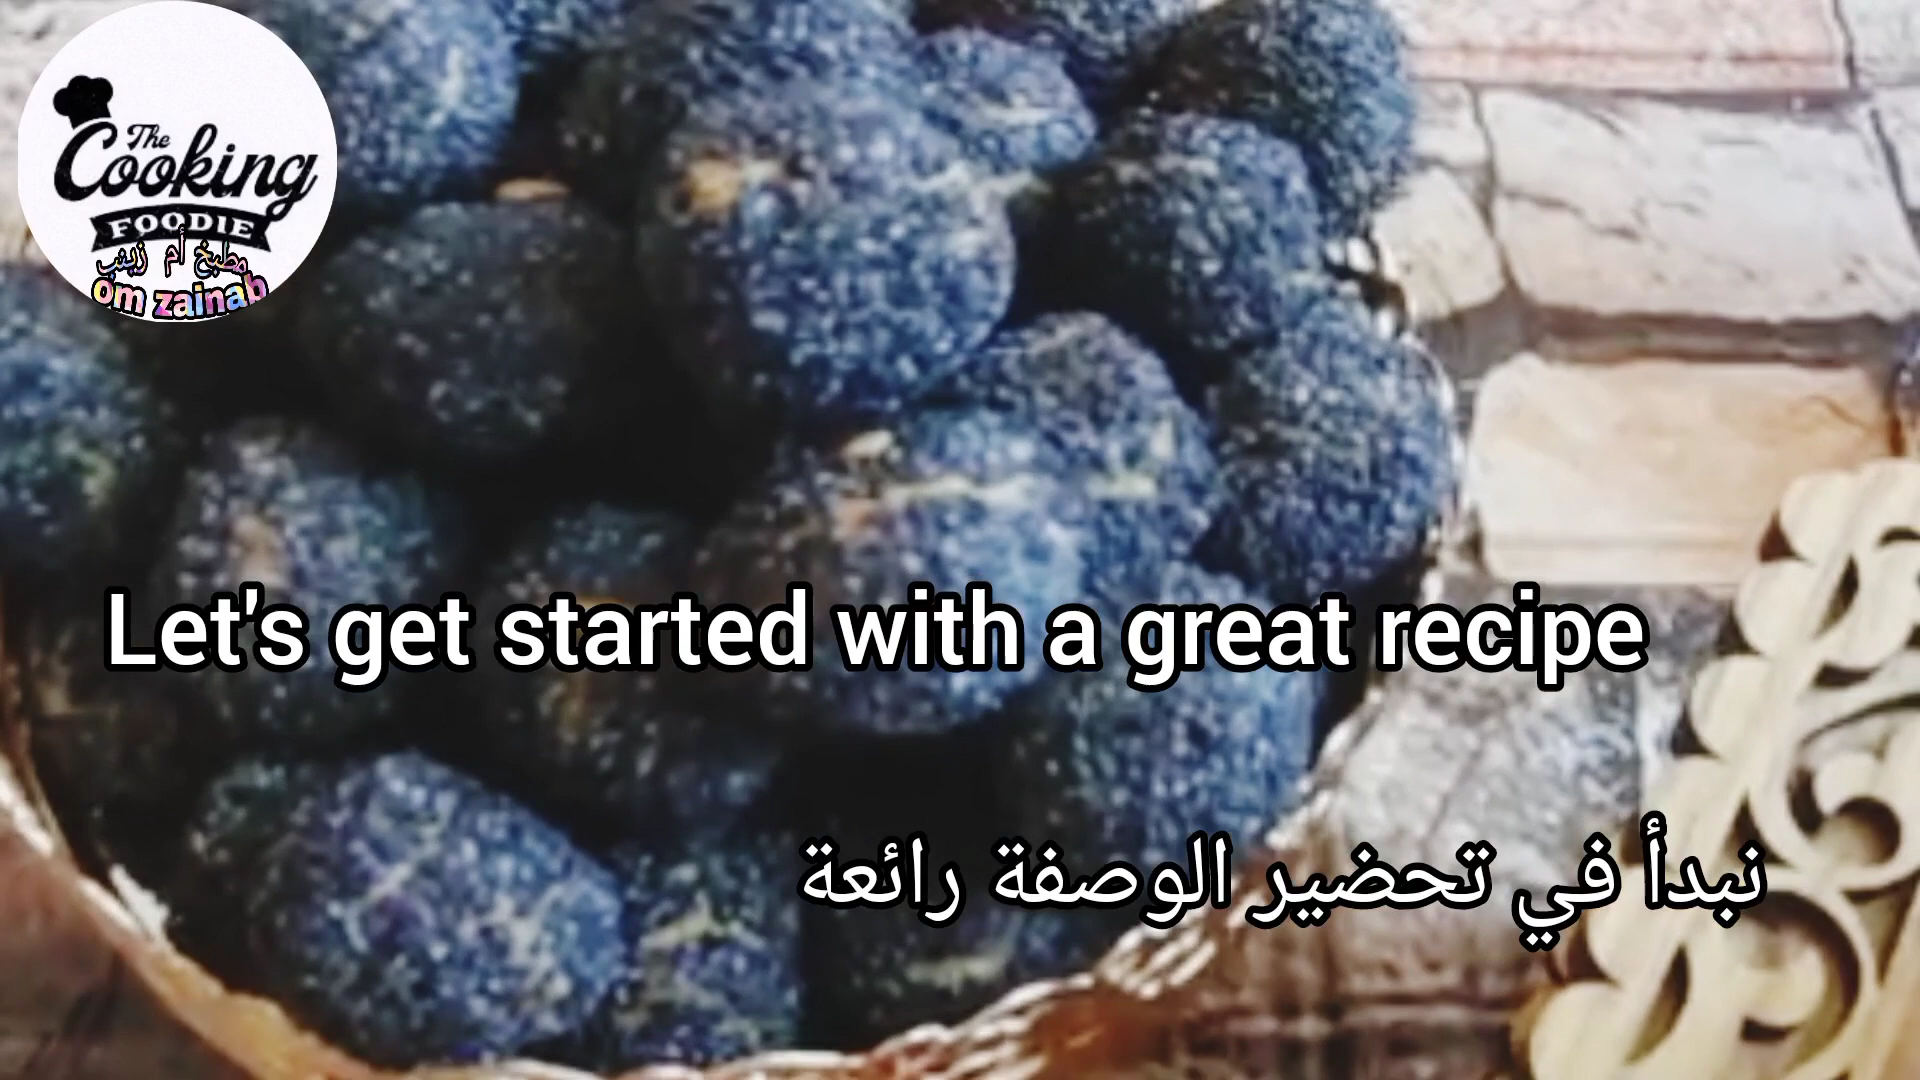 The
Cooking
FOODIE
مطبخ أم زينب
om zainab
Let's get started with a great recipe
نبدأ في تحضير الوصفة رائعة